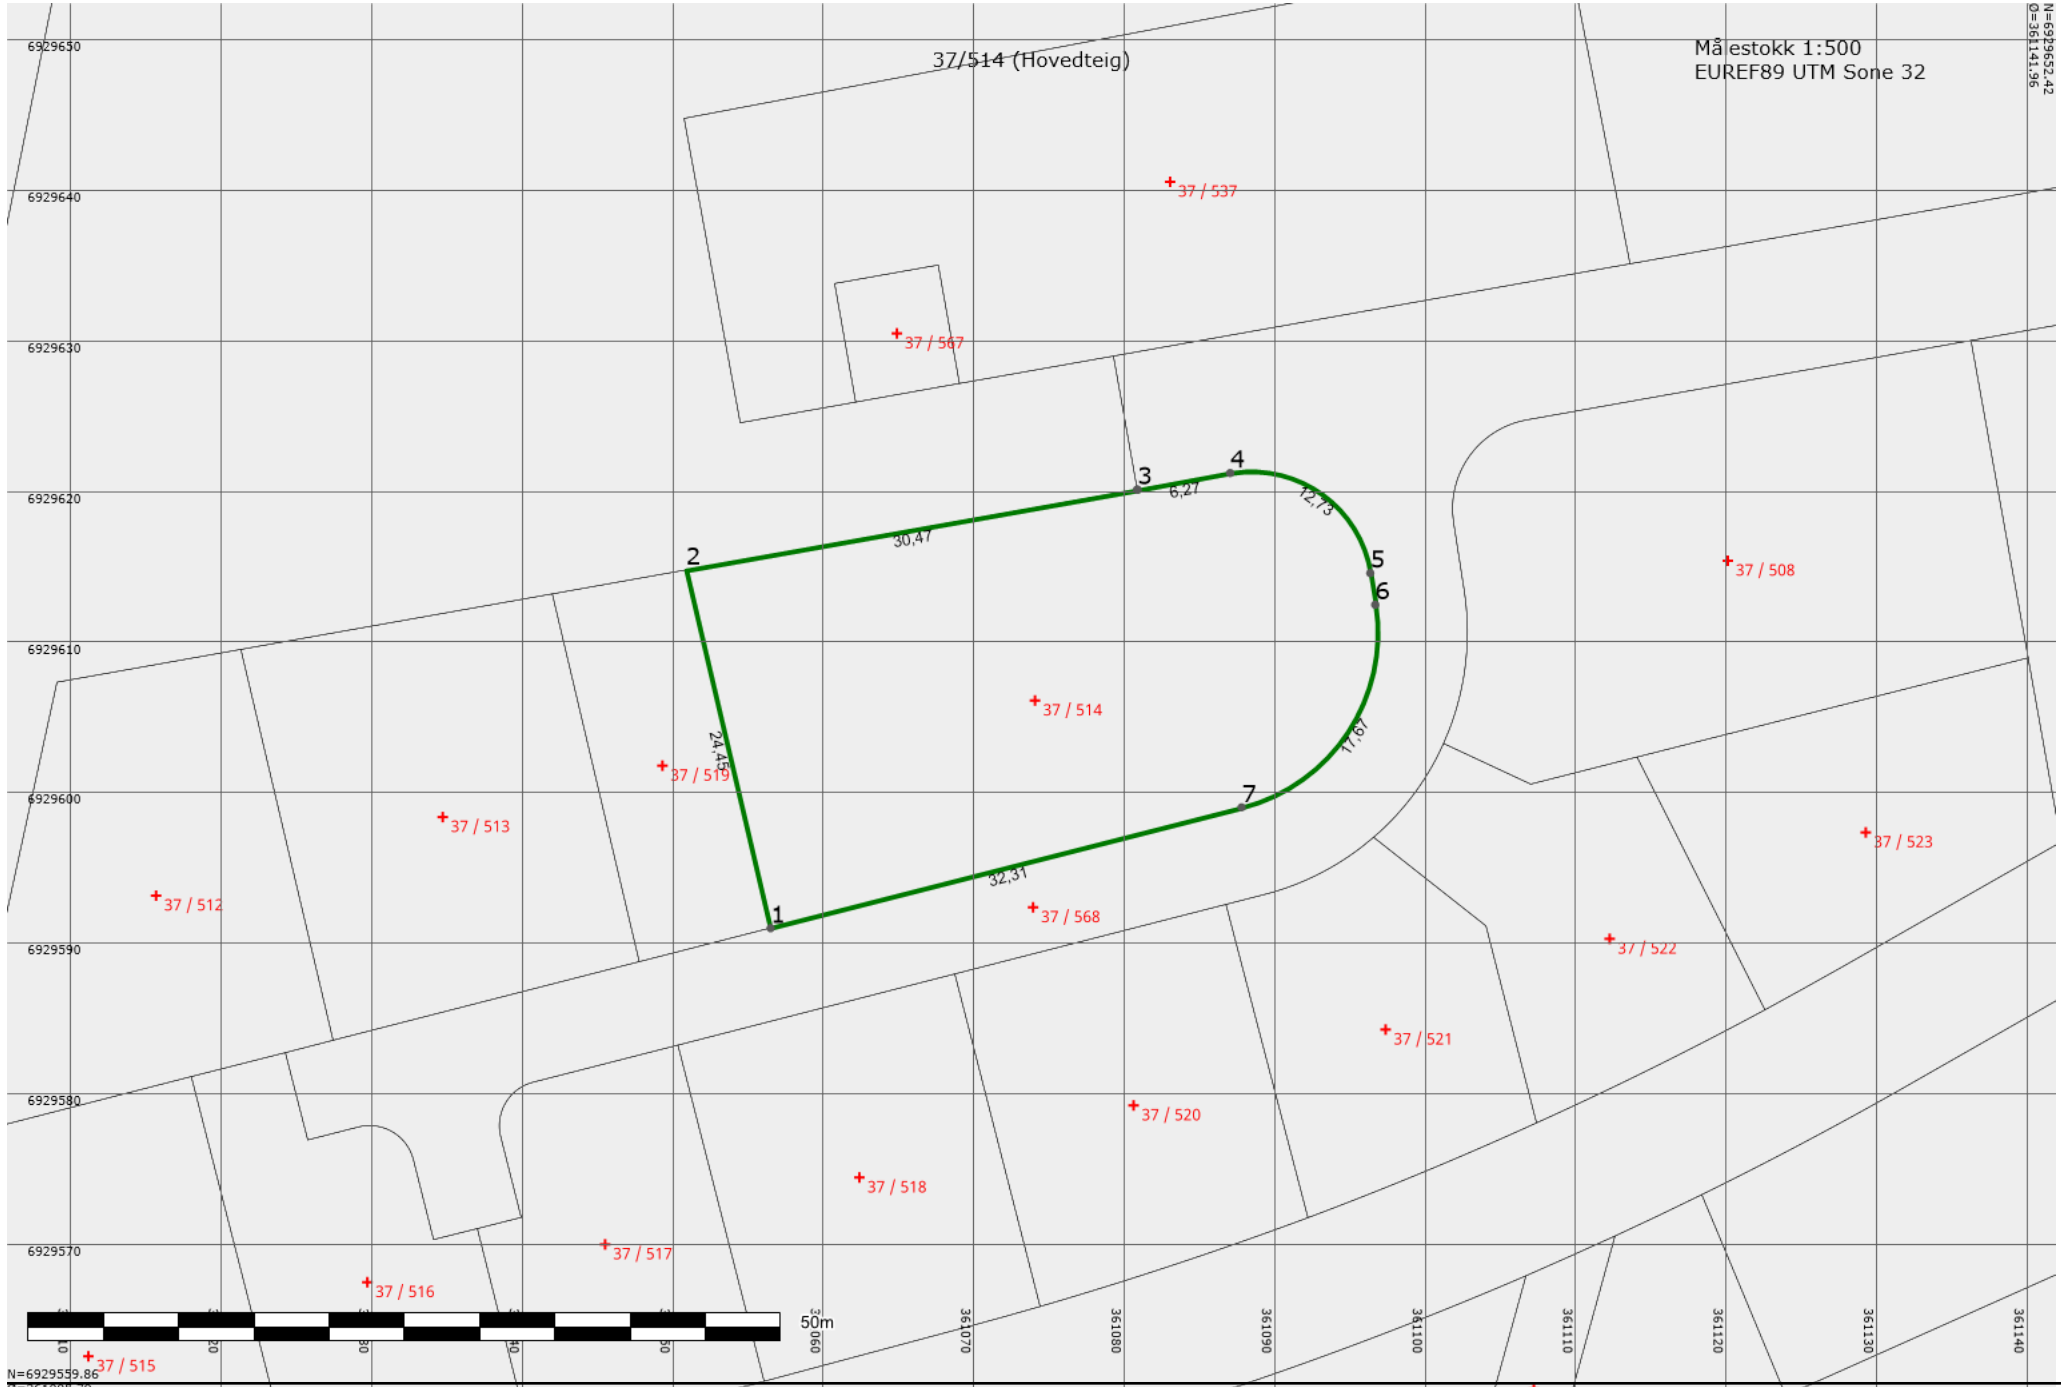 6929650
37/514 (Hovedteig)
Målestokk 1:500
EUREF89 UTM Sone 32
N=6929652.42
Ø=361141.96
6929640
37 / 537
6929630
37 / 567
6929620
3
6,27
4
12,73
30,47
2
5
6
37 / 508
6929610
37 / 514
24,45
37 / 519
17,67
6929600
7
37 / 513
37 / 523
32,31
37 / 512
1
37 / 568
6929590
37 / 522
37 / 521
6929580
37 / 520
37 / 518
6929570
37 / 517
37 / 516
50m
361070
361080
361090
361100
361110
361120
361130
361140
37 / 515
N=6929559.86